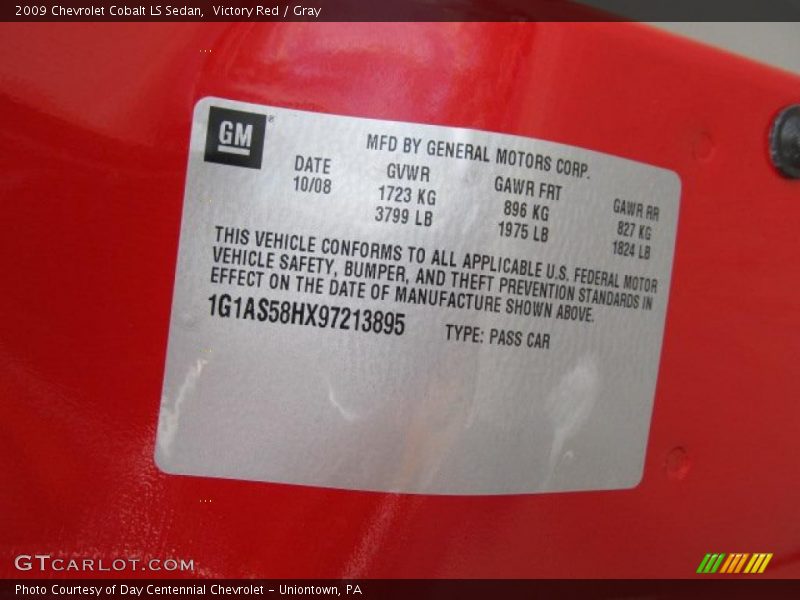 2009 Chevrolet Cobalt LS Sedan,  Victory Red / Gray
GM®
MFD BY GENERAL MOTORS CORP.
DATE GVWR GAWR FRT GAWR RR
10/08 1723 KG 896 KG 827 KG
3799 LB 1975 LB 1824 LB
THIS VEHICLE CONFORMS TO ALL APPLICABLE U.S. FEDERAL MOTOR
VEHICLE SAFETY, BUMPER, AND THEFT PREVENTION STANDARDS IN
EFFECT ON THE DATE OF MANUFACTURE SHOWN ABOVE.
1G1AS58HX97213895 TYPE: PASS CAR
GTCARLOT.COM
Photo Courtesy of Day Centennial Chevrolet - Uniontown, PA